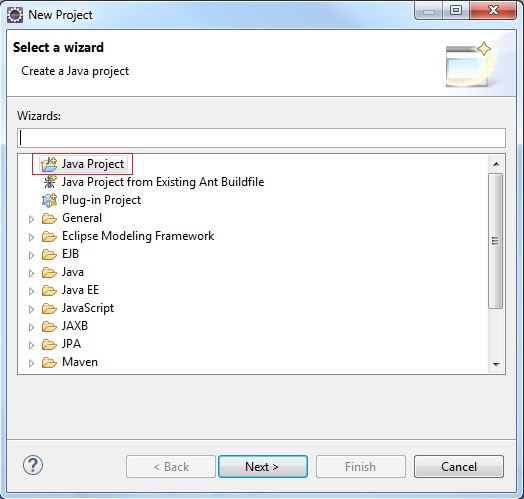 New Project
Select a wizard
Create a Java project
Wizards:
Java Project
Java Project from Existing Ant Buildfile
Plug-in Project
General
Eclipse Modeling Framework
EJB
Java
Java EE
JavaScript
JAXB
JPA
Maven
? < Back Next > Finish Cancel